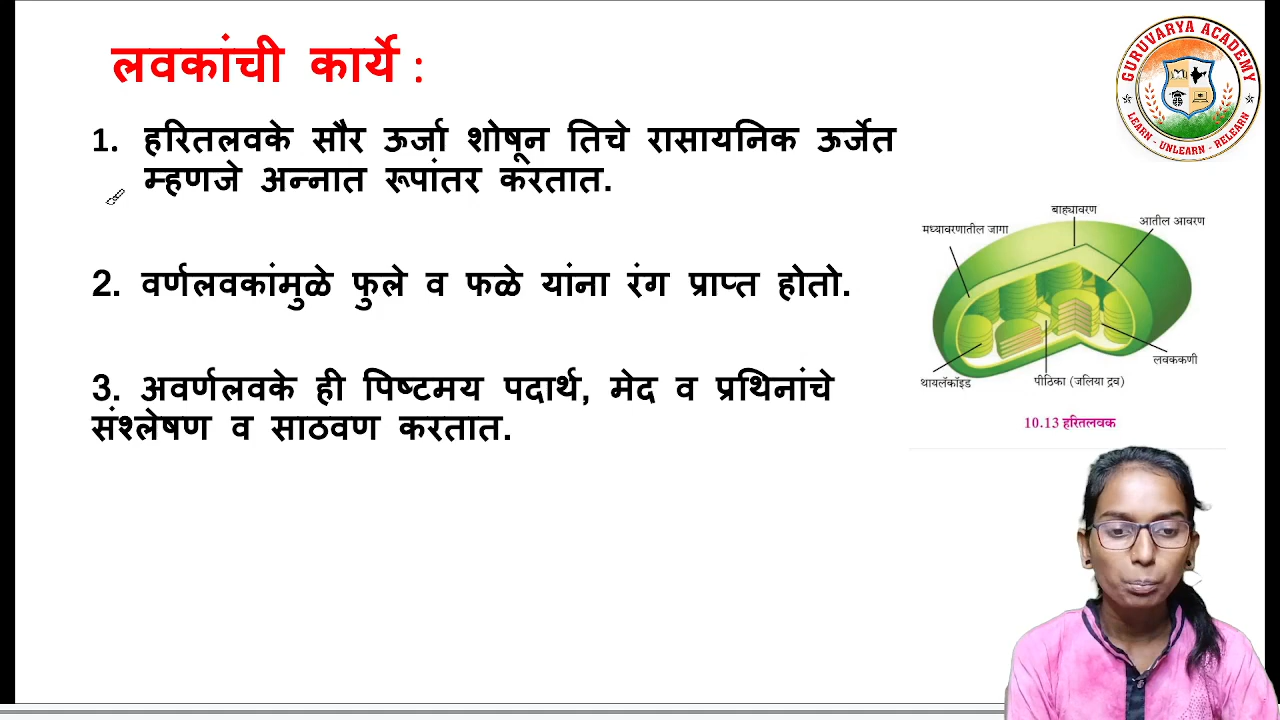 लवकांची कार्ये :
GURUVARYA ACADEMY
LEARN - UNLEARN - RELEARN
1. हरितलवके सौर ऊर्जा शोषून तिचे रासायनिक ऊर्जेत
म्हणजे अन्नात रूपांतर करतात.
2. वर्णलवकांमुळे फुले व फळे यांना रंग प्राप्त होतो.
3. अवर्णलवके ही पिष्टमय पदार्थ, मेद व प्रथिनांचे
संश्लेषण व साठवण करतात.
बाह्यावरण
मध्यावरणातील जागा
आतील आवरण
लवककणी
थायलॅकॉइड
पीठिका (जलिया द्रव)
10.13 हरितलवक